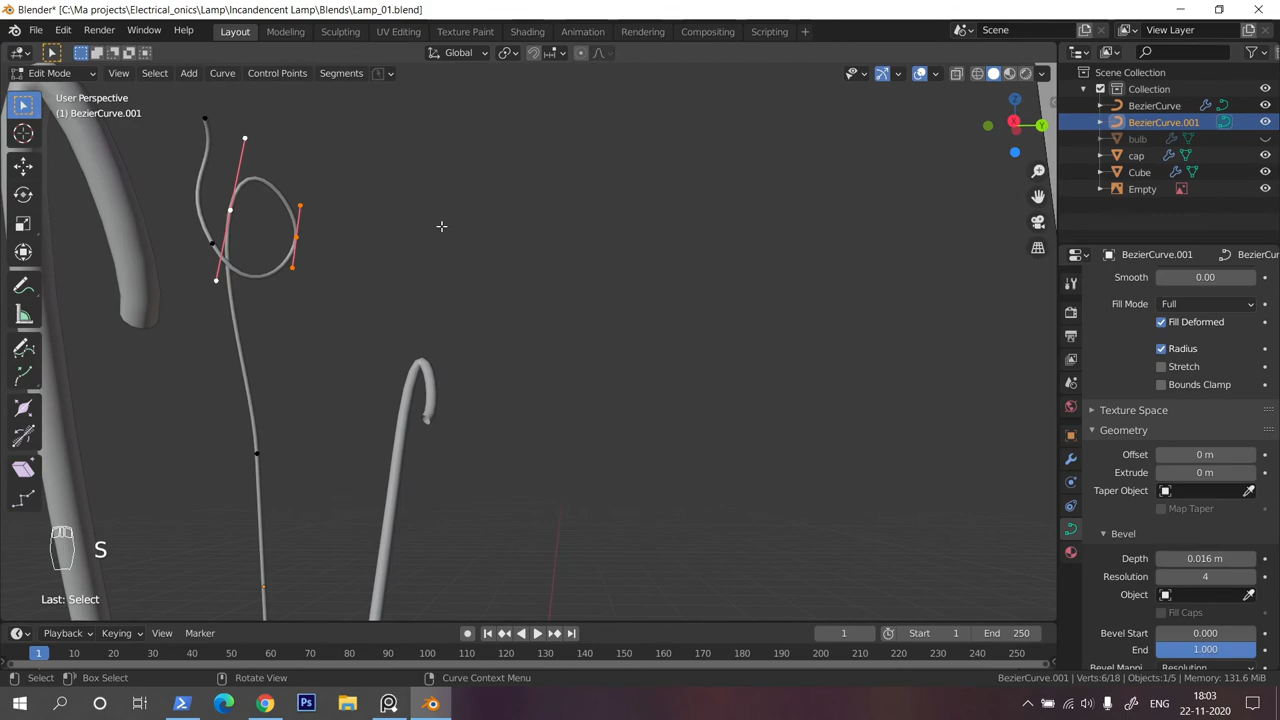 Blender* [C:\Ma projects\Electrical_onics\Lamp\Incandencent Lamp\Blends\Lamp_01.blend]
File Edit Render Window Help Layout Modeling Sculpting UV Editing Texture Paint Shading Animation Rendering Compositing Scripting + Scene View Layer
Global
Edit Mode View Select Add Curve Control Points Segments
User Perspective
(1) BezierCurve.001
Scene Collection
Collection
BezierCurve
BezierCurve.001
bulb
cap
Cube
Empty
BezierCurve.001 BezierCur
Smooth 0.00
Fill Mode Full
Fill Deformed
Radius
Stretch
Bounds Clamp
Texture Space
Geometry
Offset 0 m
Extrude 0 m
Taper Object
Map Taper
Bevel
Depth 0.016 m
Resolution 4
Object
Fill Caps
Bevel Start 0.000
End 1.000
Bevel Mappi Resolution
X Y Z
S
Last: Select
Playback Keying View Marker 1 Start 1 End 250
1 10 20 30 40 50 60 70 80 90 100 110 120 130 140 150 160 170 180 190 200 210 220 230 240 250
Select Box Select Rotate View Curve Context Menu BezierCurve.001 | Verts:6/18 | Objects:1/5 | Memory: 131.6 MiB
Ps ENG 18:03
22-11-2020